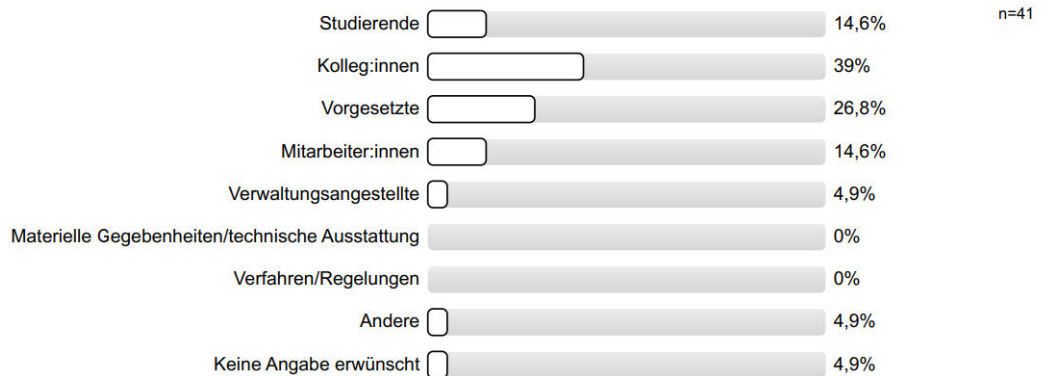 Studierende 14,6% n=41
Kolleg:innen 39%
Vorgesetzte 26,8%
Mitarbeiter:innen 14,6%
Verwaltungsangestellte 4,9%
Materielle Gegebenheiten/technische Ausstattung 0%
Verfahren/Regelungen 0%
Andere 4,9%
Keine Angabe erwünscht 4,9%